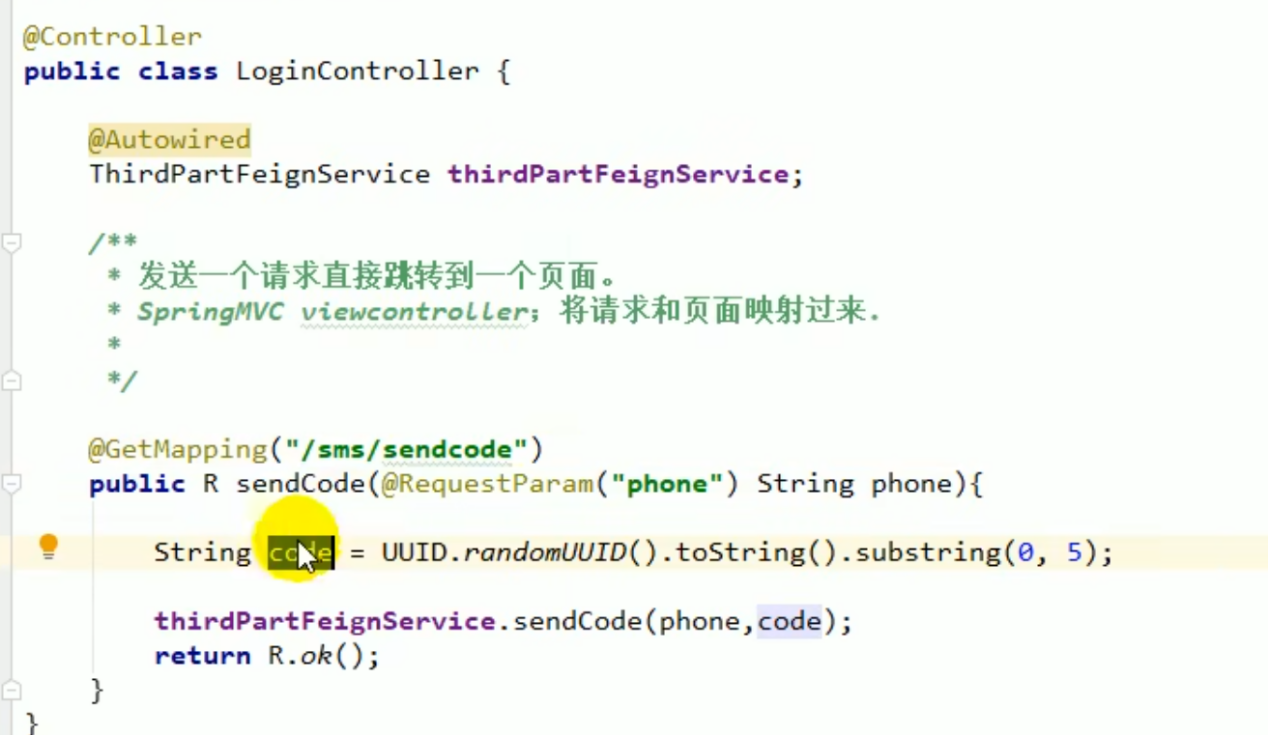 @Controller
public class LoginController {
@Autowired
ThirdPartFeignService thirdPartFeignService;
/**
* 发送一个请求直接跳转到一个页面。
* SpringMVC viewcontroller；将请求和页面映射过来.
*
*/
@GetMapping("/sms/sendcode")
public R sendCode(@RequestParam("phone") String phone){
String code = UUID.randomUUID().toString().substring(0, 5);
thirdPartFeignService.sendCode(phone,code);
return R.ok();
}
}